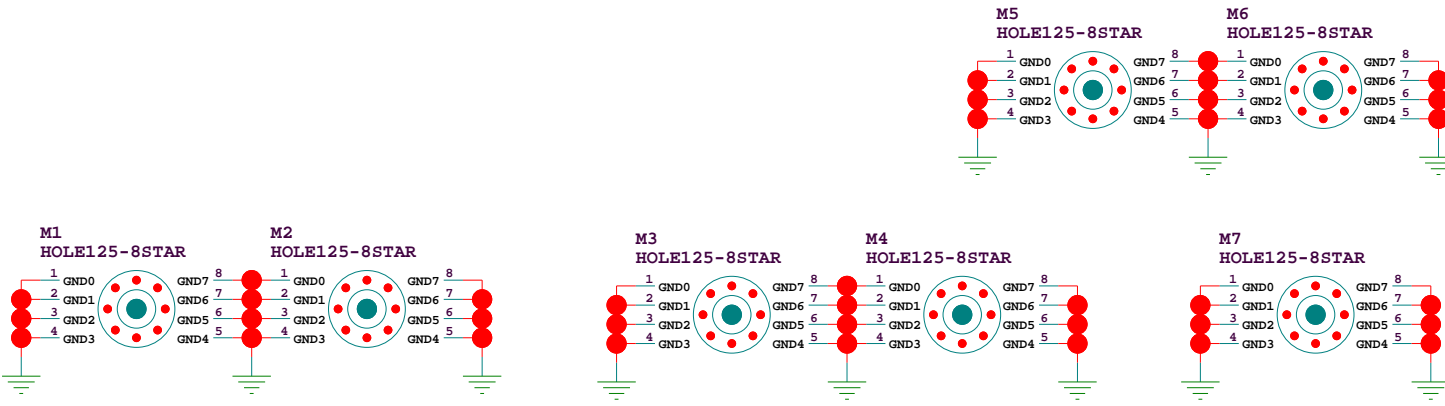 M5 M6
HOLE125-8STAR HOLE125-8STAR
1 GND0 GND7 8 1 GND0 GND7 8
2 GND1 GND6 7 2 GND1 GND6 7
3 GND2 GND5 6 3 GND2 GND5 6
4 GND3 GND4 5 4 GND3 GND4 5
M1 M2 M3 M4 M7
HOLE125-8STAR HOLE125-8STAR HOLE125-8STAR HOLE125-8STAR HOLE125-8STAR
1 GND0 GND7 8 1 GND0 GND7 8 1 GND0 GND7 8 1 GND0 GND7 8 1 GND0 GND7 8
2 GND1 GND6 7 2 GND1 GND6 7 2 GND1 GND6 7 2 GND1 GND6 7 2 GND1 GND6 7
3 GND2 GND5 6 3 GND2 GND5 6 3 GND2 GND5 6 3 GND2 GND5 6 3 GND2 GND5 6
4 GND3 GND4 5 4 GND3 GND4 5 4 GND3 GND4 5 4 GND3 GND4 5 4 GND3 GND4 5